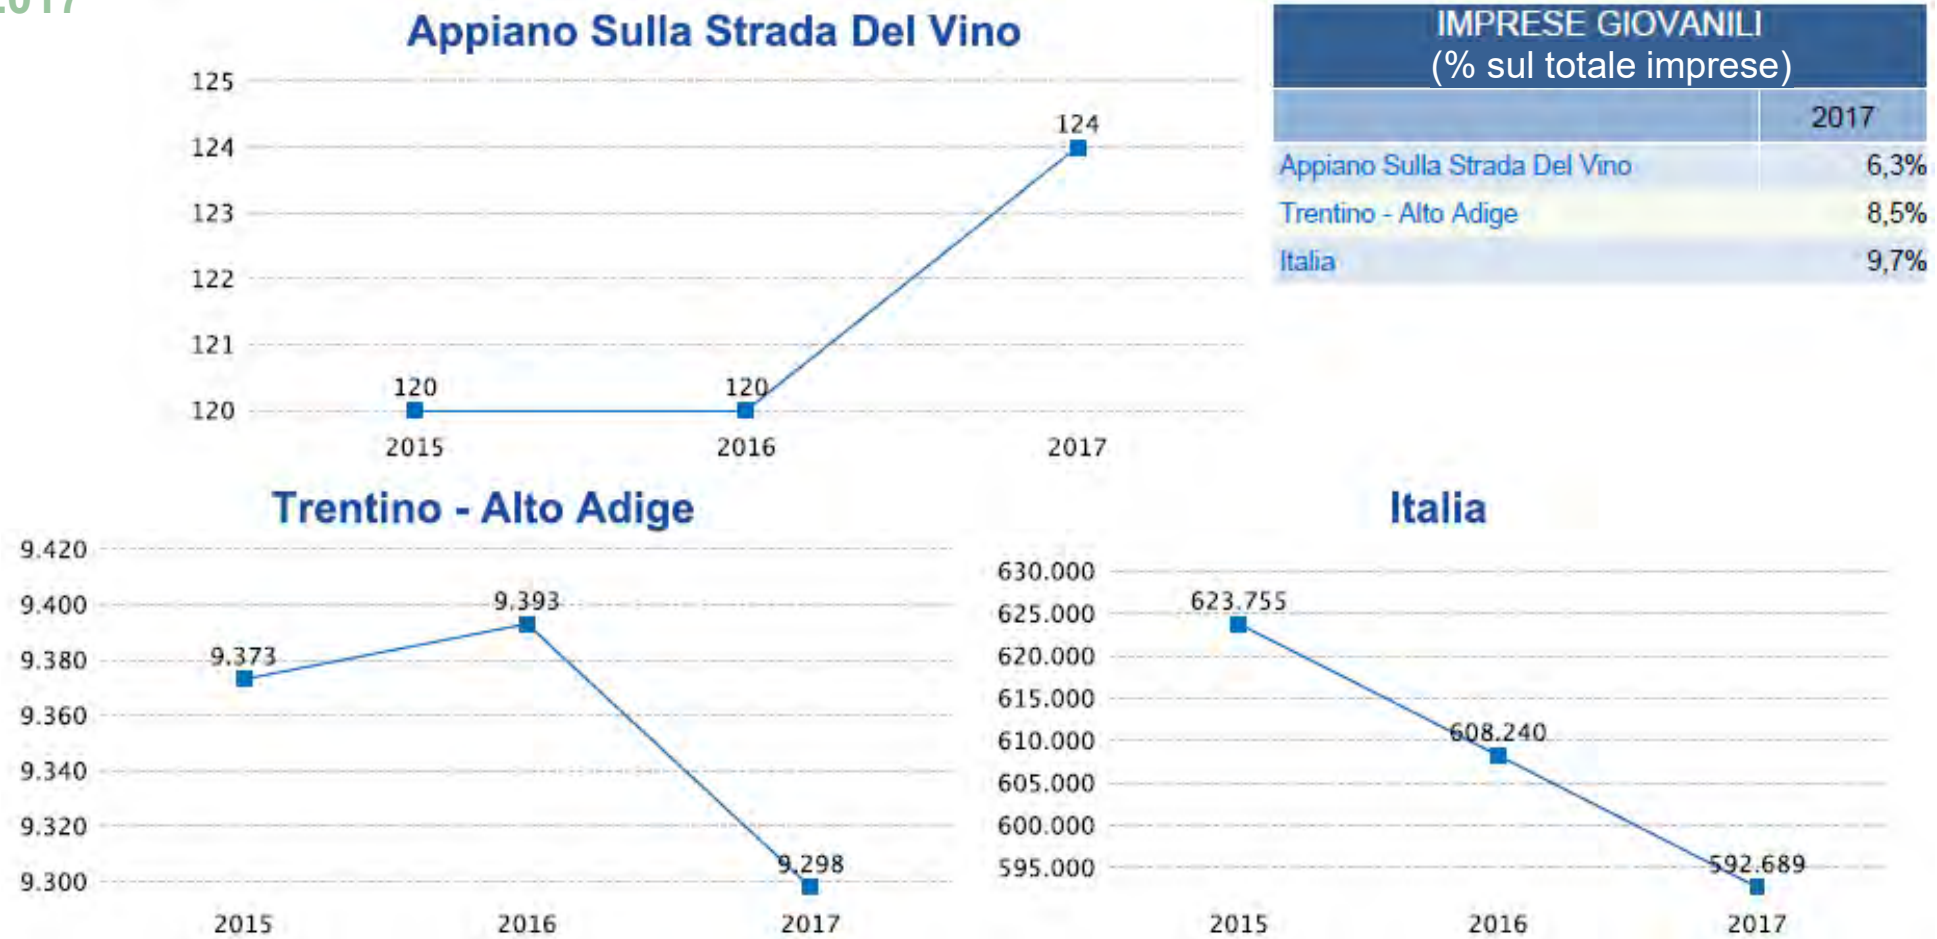 Appiano Sulla Strada Del Vino
125
124
123
122
121
120
120
120
124
2015 2016 2017
IMPRESE GIOVANILI
(% sul totale imprese)
2017
Appiano Sulla Strada Del Vino 6,3%
Trentino - Alto Adige 8,5%
Italia 9,7%
Trentino - Alto Adige
9.420
9.400
9.380
9.360
9.340
9.320
9.300
9.373
9.393
9.298
2015 2016 2017
Italia
630.000
625.000
620.000
615.000
610.000
605.000
600.000
595.000
623.755
608.240
592.689
2015 2016 2017